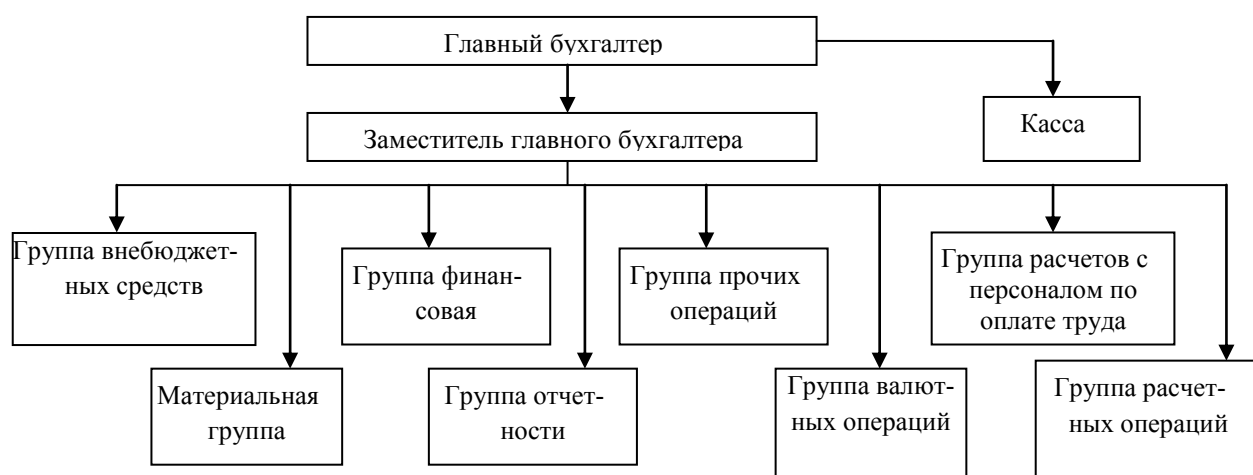 Главный бухгалтер
Касса
Заместитель главного бухгалтера
Группа внебюджет-
ных средств
Группа финан-
совая
Группа прочих
операций
Группа расчетов с
персоналом по
оплате труда
Материальная
группа
Группа отчет-
ности
Группа валют-
ных операций
Группа расчет-
ных операций